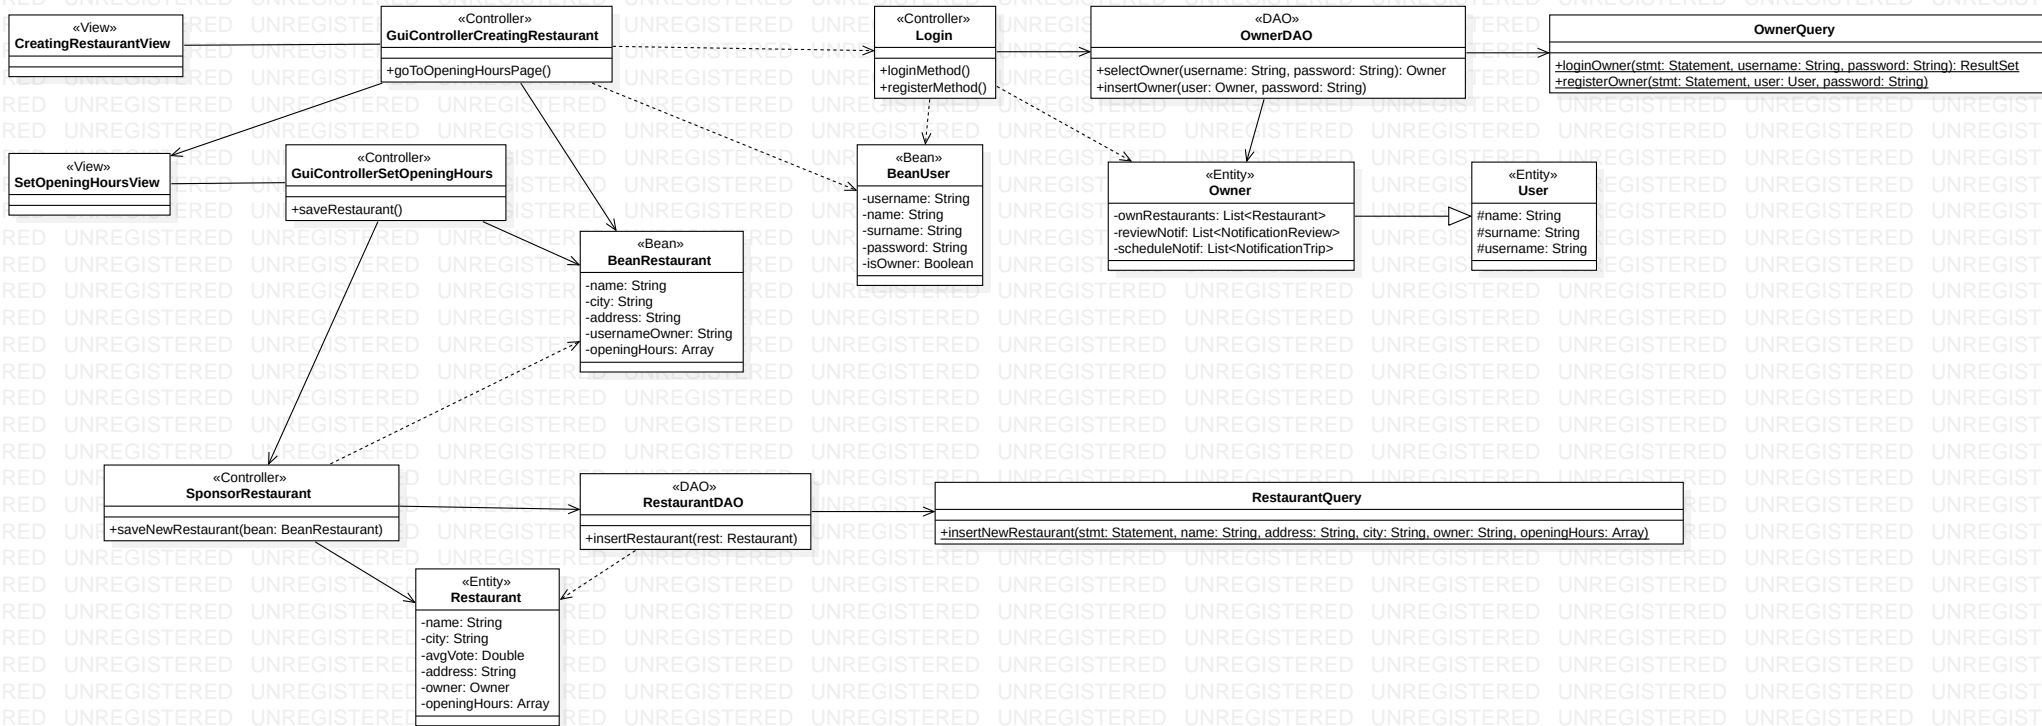 «View»
CreatingRestaurantView
«Controller»
GuiControllerCreatingRestaurant
+goToOpeningHoursPage()
«Controller»
Login
+loginMethod()
+registerMethod()
«DAO»
OwnerDAO
+selectOwner(username: String, password: String): Owner
+insertOwner(user: Owner, password: String)
OwnerQuery
+loginOwner(stmt: Statement, username: String, password: String): ResultSet
+registerOwner(stmt: Statement, user: User, password: String)
«View»
SetOpeningHoursView
«Controller»
GuiControllerSetOpeningHours
+saveRestaurant()
«Bean»
BeanUser
-username: String
-name: String
-surname: String
-password: String
-isOwner: Boolean
«Entity»
Owner
-ownRestaurants: List<Restaurant>
-reviewNotif: List<NotificationReview>
-scheduleNotif: List<NotificationTrip>
«Entity»
User
#name: String
#surname: String
#username: String
«Bean»
BeanRestaurant
-name: String
-city: String
-address: String
-usernameOwner: String
-openingHours: Array
«Controller»
SponsorRestaurant
+saveNewRestaurant(bean: BeanRestaurant)
«DAO»
RestaurantDAO
+insertRestaurant(rest: Restaurant)
RestaurantQuery
+insertNewRestaurant(stmt: Statement, name: String, address: String, city: String, owner: String, openingHours: Array)
«Entity»
Restaurant
-name: String
-city: String
-avgVote: Double
-address: String
-owner: Owner
-openingHours: Array
UNREGISTERED